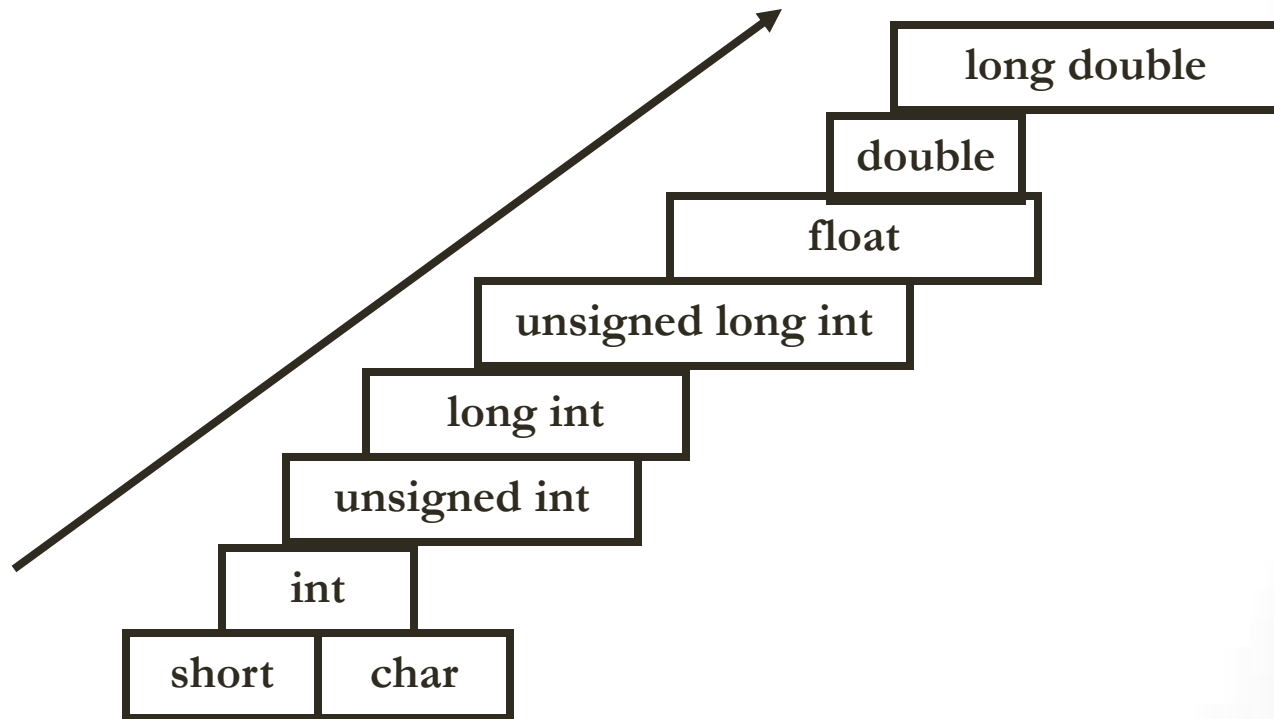 long double
double
float
unsigned long int
long int
unsigned int
int
short char